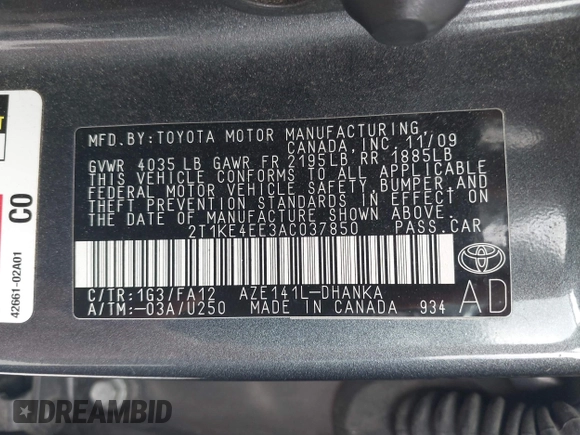 MFD.BY:TOYOTA MOTOR MANUFACTURING
CANADA, INC. 11/09
GVWR 4035 LB GAWR FR 2195LB, RR 1885LB
THIS VEHICLE CONFORMS TO ALL APPLICABLE
FEDERAL MOTOR VEHICLE SAFETY, BUMPER, AND
THEFT PREVENTION STANDARDS IN EFFECT ON
THE DATE OF MANUFACTURE SHOWN ABOVE.
2T1KE4EE3AC037850 PASS.CAR
C/TR:1G3/FA12 AZE141L-DHANKA
A/TM:-03A/U250 MADE IN CANADA 934
AD
CO
42661-02A01
DREAMBID